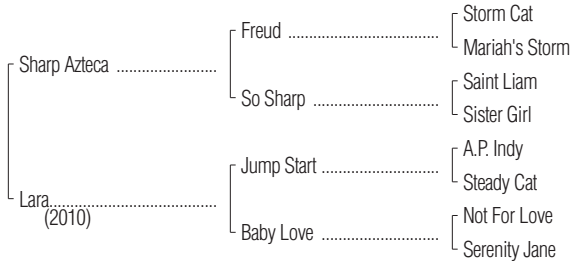 Storm Cat
Freud ................................
Mariah's Storm
Sharp Azteca ..........................
Saint Liam
So Sharp ...........................
Sister Girl
A.P. Indy
Jump Start .........................
Steady Cat
Lara...........................................
(2010)
Not For Love
Baby Love .........................
Serenity Jane